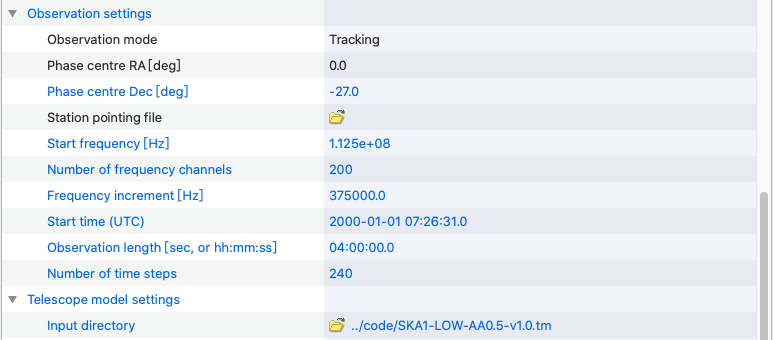 Observation settings
Observation mode Tracking
Phase centre RA [deg] 0.0
Phase centre Dec [deg] -27.0
Station pointing file
Start frequency [Hz] 1.125e+08
Number of frequency channels 200
Frequency increment [Hz] 375000.0
Start time (UTC) 2000-01-01 07:26:31.0
Observation length [sec, or hh:mm:ss] 04:00:00.0
Number of time steps 240
Telescope model settings
Input directory ../code/SKA1-LOW-AA0.5-v1.0.tm